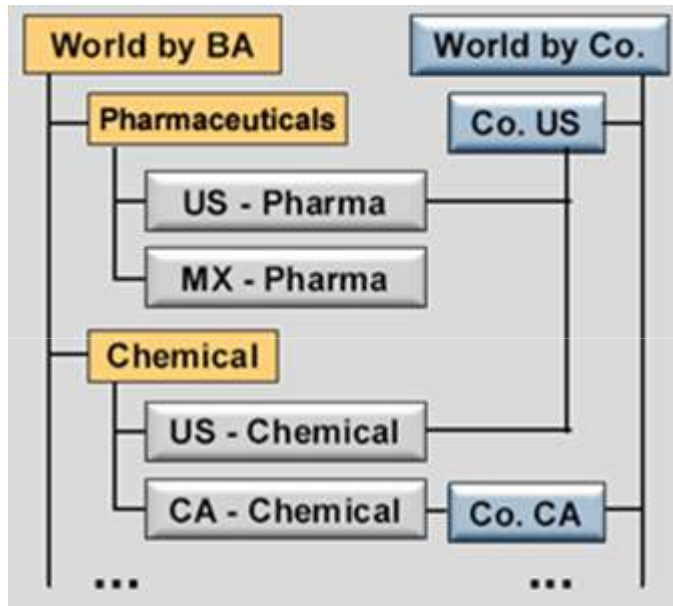 World by BA
World by Co.
Pharmaceuticals
Co. US
US - Pharma
MX - Pharma
Chemical
US - Chemical
CA - Chemical
Co. CA
...
...